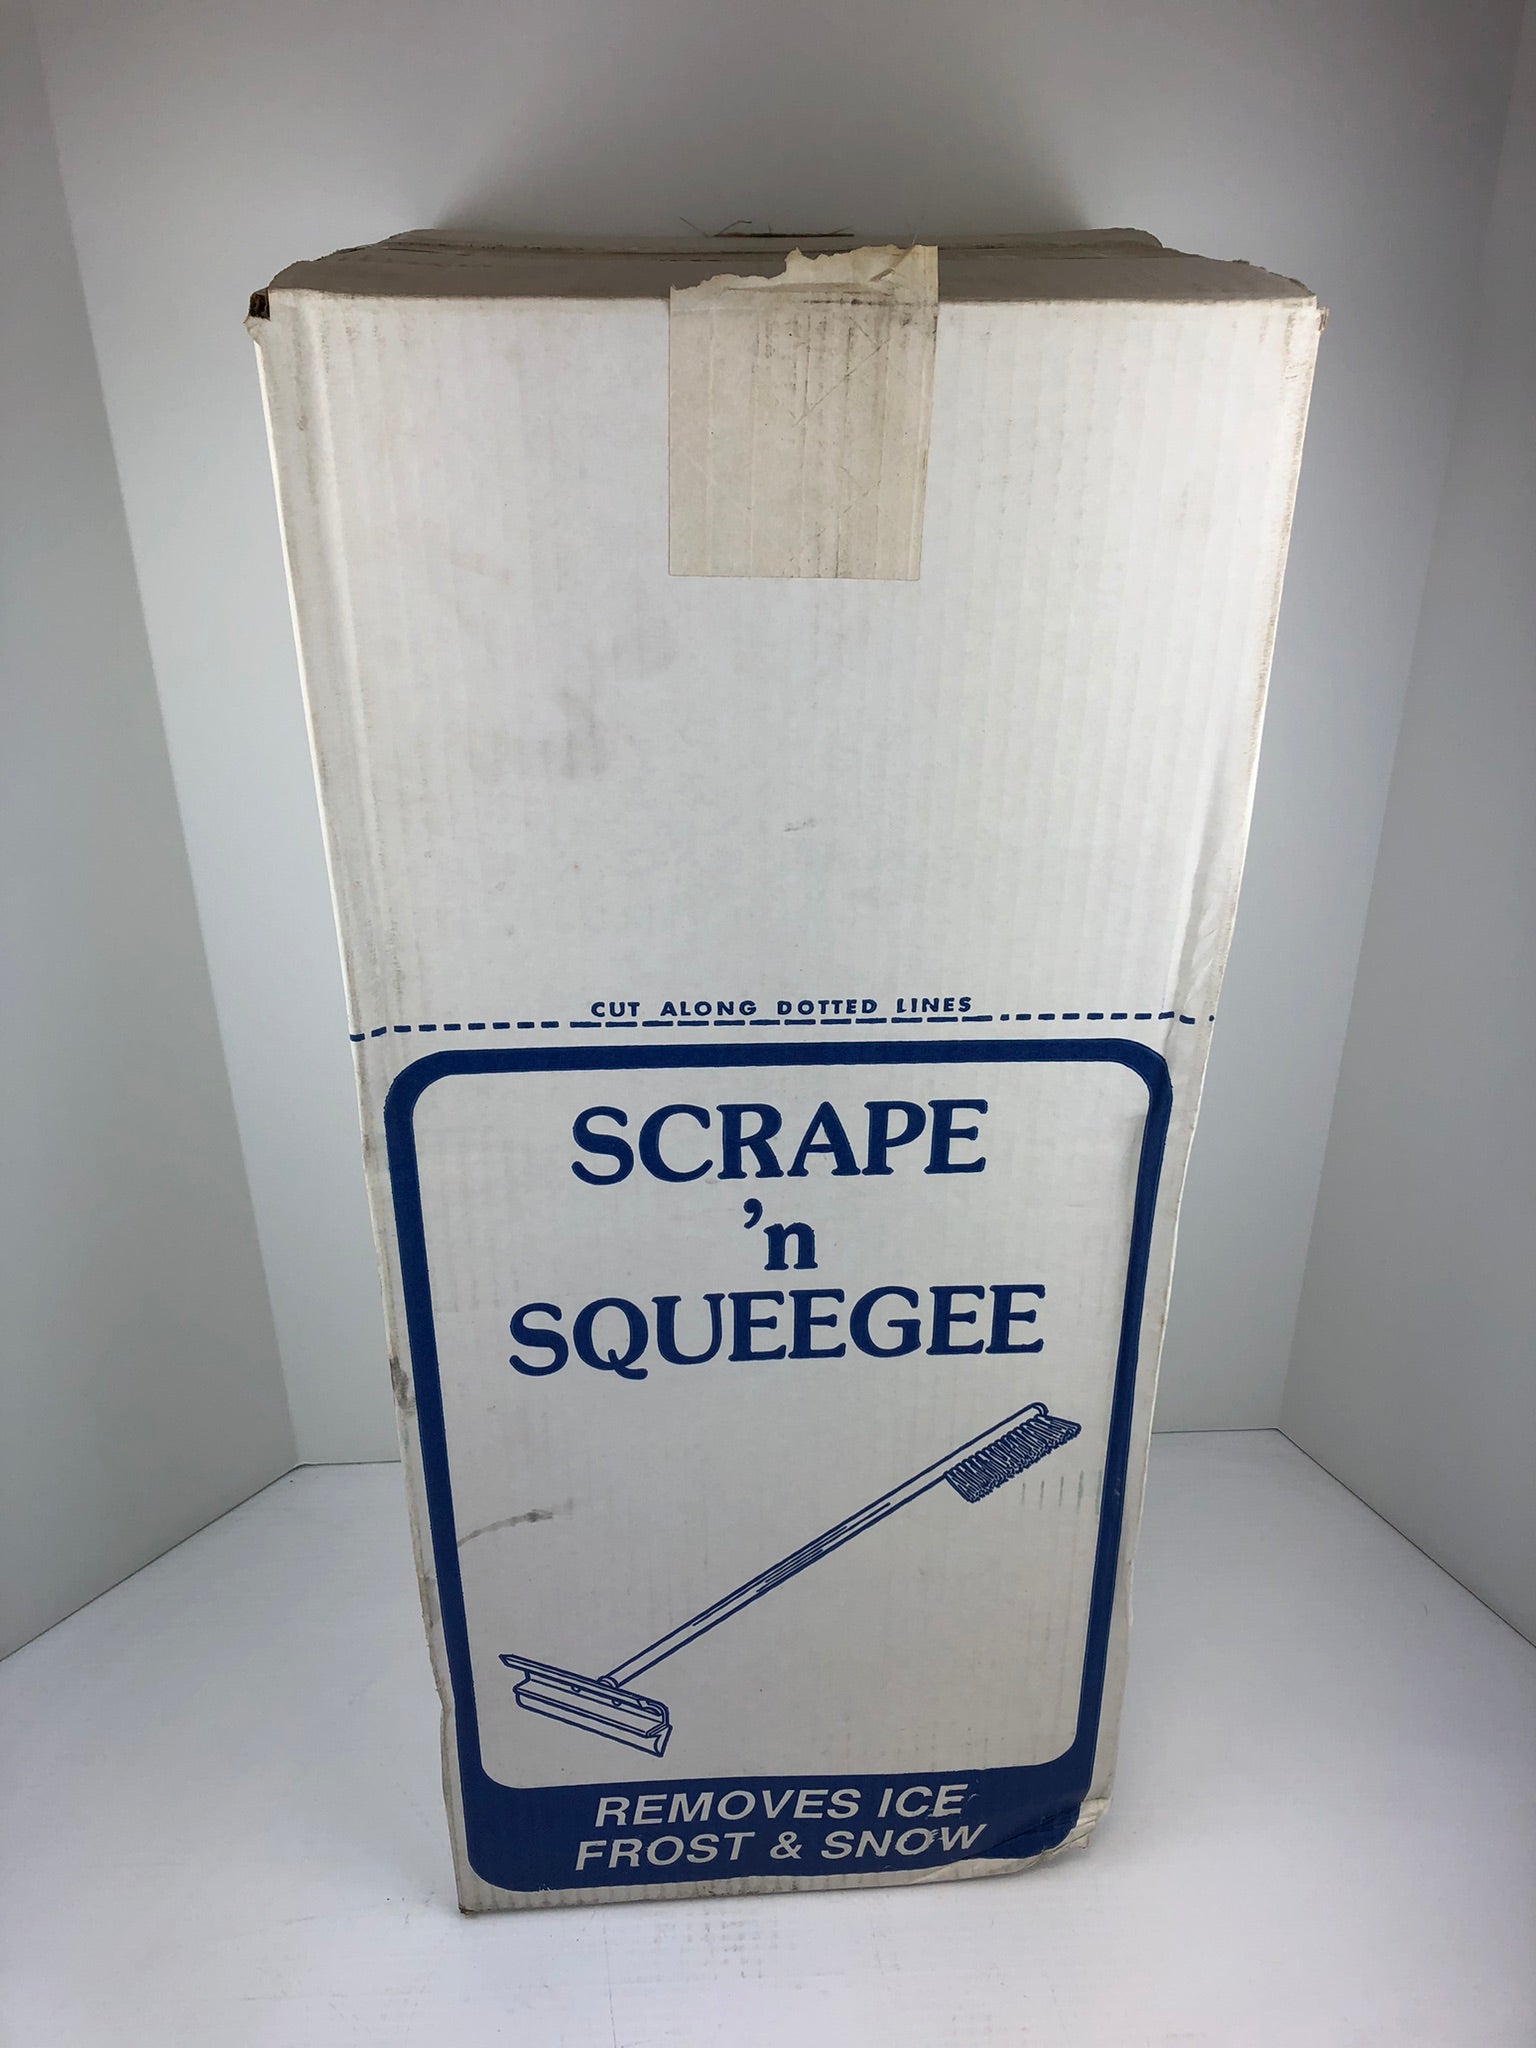 CUT ALONG DOTTED LINES
SCRAPE
'n
SQUEEGEE
REMOVES ICE
FROST & SNOW